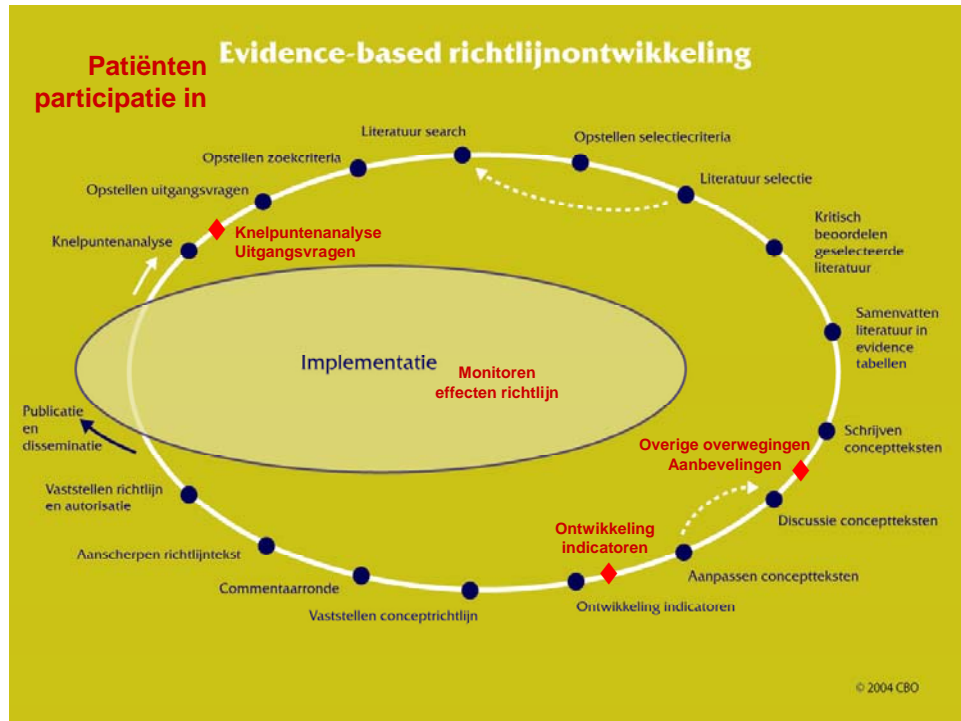 Patiënten
participatie in
Evidence-based richtlijnontwikkeling
Literatuur search
Opstellen selectiecriteria
Opstellen zoekcriteria
Literatuur selectie
Opstellen uitgangsvragen
Knelpuntenanalyse
Knelpuntenanalyse
Uitgangsvragen
Kritisch
beoordelen
geselecteerde
literatuur
Samenvatten
literatuur in
evidence
tabellen
Implementatie
Monitoren
effecten richtlijn
Publicatie
en
disseminatie
Overige overwegingen
Aanbevelingen
Schrijven
conceptteksten
Vaststellen richtlijn
en autorisatie
Discussie conceptteksten
Ontwikkeling
indicatoren
Aanscherpen richtlijntekst
Aanpassen conceptteksten
Commentaarronde
Ontwikkeling indicatoren
Vaststellen conceptrichtlijn
© 2004 CBO